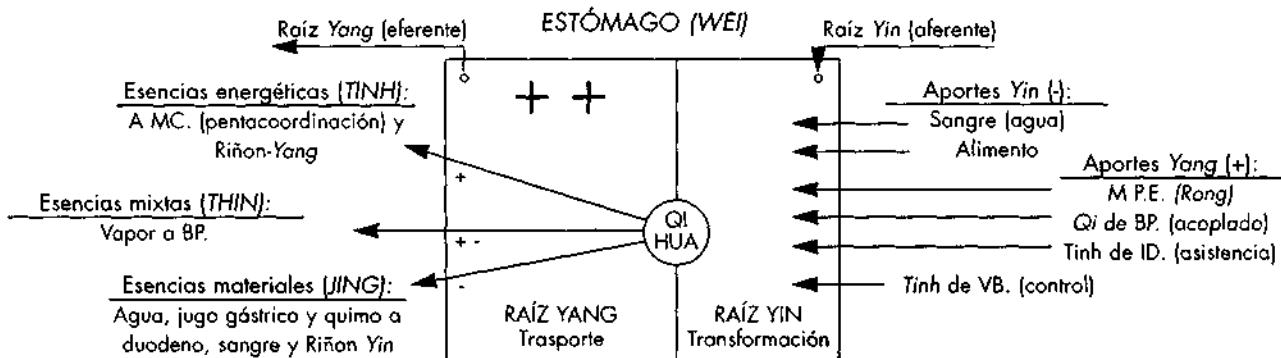 ESTÓMAGO (WEI)
Raíz Yang (eferente)
Raíz Yin (aferente)
Esencias energéticas (TINH):
A MC. (pentacoordinación) y
Riñon-Yang
+ +
+
Esencias mixtas (THIN):
Vapor a BP.
+ -
Esencias materiales (JING):
Agua, jugo gástrico y quimo a
duodeno, sangre y Riñon Yin
-
QI
HUA
RAÍZ YANG
Trasporte
RAÍZ YIN
Transformación
Aportes Yin (-):
Sangre (agua)
Alimento
Aportes Yang (+):
M P.E. (Rong)
Qi de BP. (acoplado)
Tinh de ID. (asistencia)
Tinh de VB. (control)